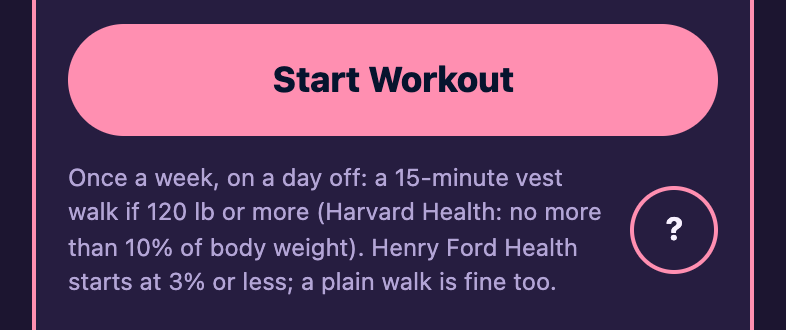 Start Workout
Once a week, on a day off: a 15-minute vest
walk if 120 lb or more (Harvard Health: no more
than 10% of body weight). Henry Ford Health
starts at 3% or less; a plain walk is fine too.
?